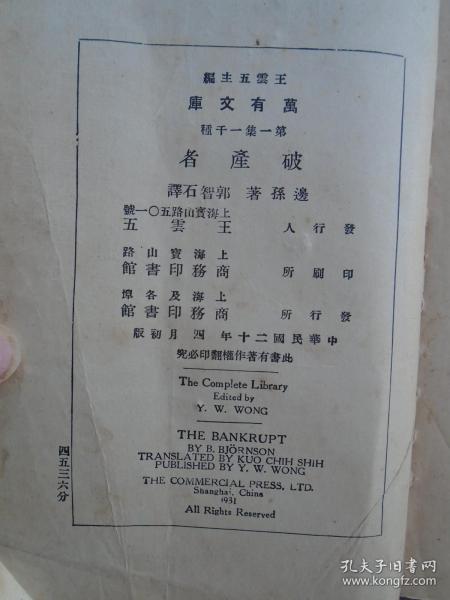 編主五雲王
庫文有萬
種千一集一第
者產破
譯石智郭 著孫邊
號一〇五路山寶海上
五雲王 人行發
路山寶海上
館書印務商 所刷印
埠各及海上
館書印務商 所行發
版初月四年十二國民華中
究必印翻權作著有書此
The Complete Library
Edited by
Y. W. WONG
THE BANKRUPT
BY B. BJÖRNSON
TRANSLATED BY KUO CHIH SHIH
PUBLISHED BY Y. W. WONG
THE COMMERCIAL PRESS, LTD.
Shanghai, China
1931
All Rights Reserved
四五三六分
孔夫子旧书网
www.kongfz.com